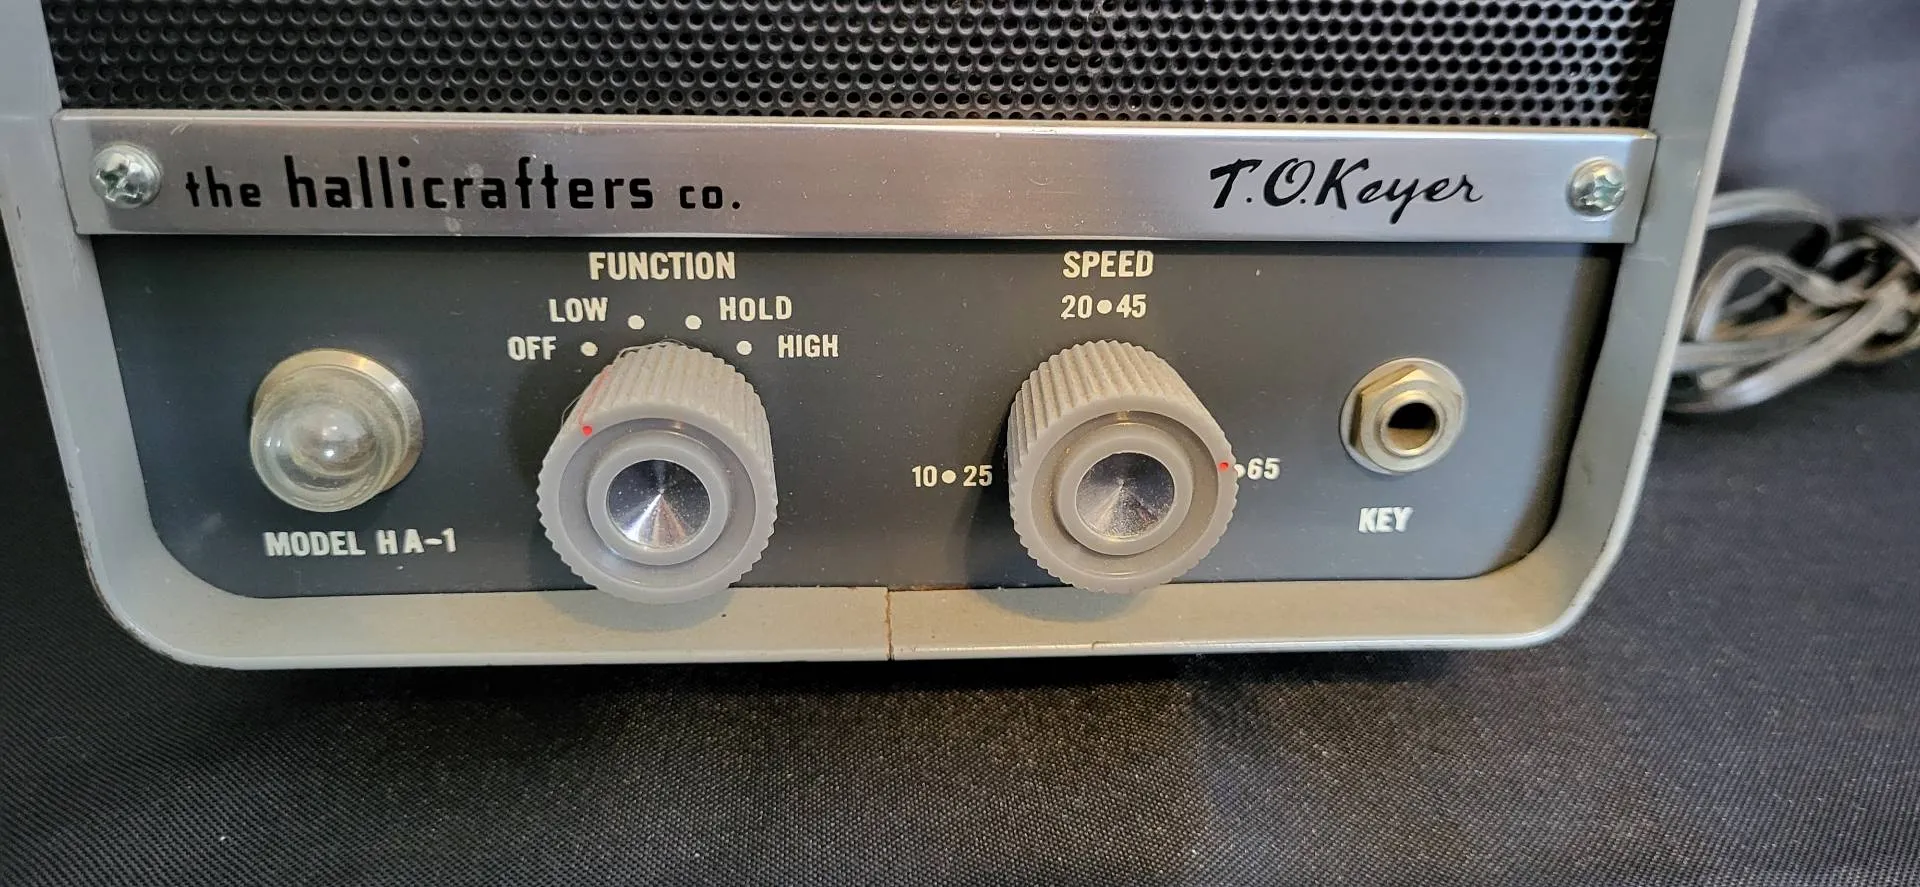 the hallicrafters co.
T.O.Keyer
FUNCTION
LOW HOLD
OFF HIGH
SPEED
20•45
10•25
65
KEY
MODEL HA-1